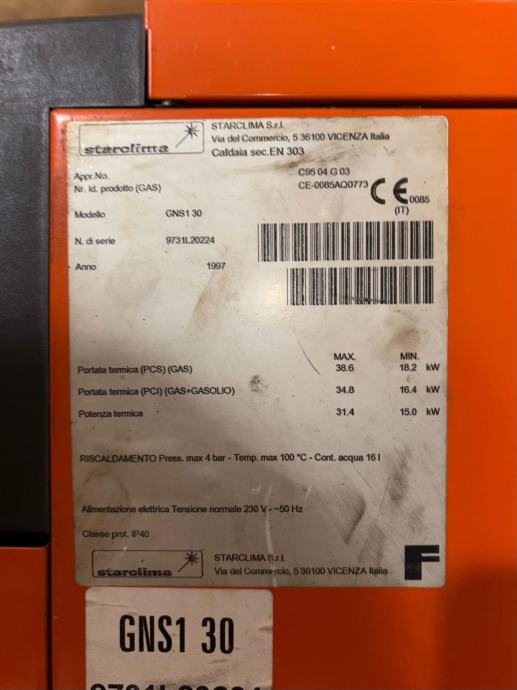 starclima
STARCLIMA S.r.l.
Via del Commercio, 5 36100 VICENZA Italia
Caldaia sec.EN 303
Appr.No. C95 04 G 03
Nr. Id. prodotto (GAS) CE-0085AQ0773 CE 0085
(IT)
Modello GNS1 30
N. di serie 9731L20224
Anno 1997
MAX. MIN.
Portata termica (PCS) (GAS) 38.6 18.2 kW
Portata termica (PCI) (GAS+GASOLIO) 34.8 16.4 kW
Potenza termica 31.4 15.0 kW
RISCALDAMENTO Press. max 4 bar - Temp. max 100 °C - Cont. acqua 16 l
Alimentazione elettrica Tensione normale 230 V - ~50 Hz
Classe prot. IP40
starclima
STARCLIMA S.r.l.
Via del Commercio, 5 36100 VICENZA Italia
F
GNS1 30